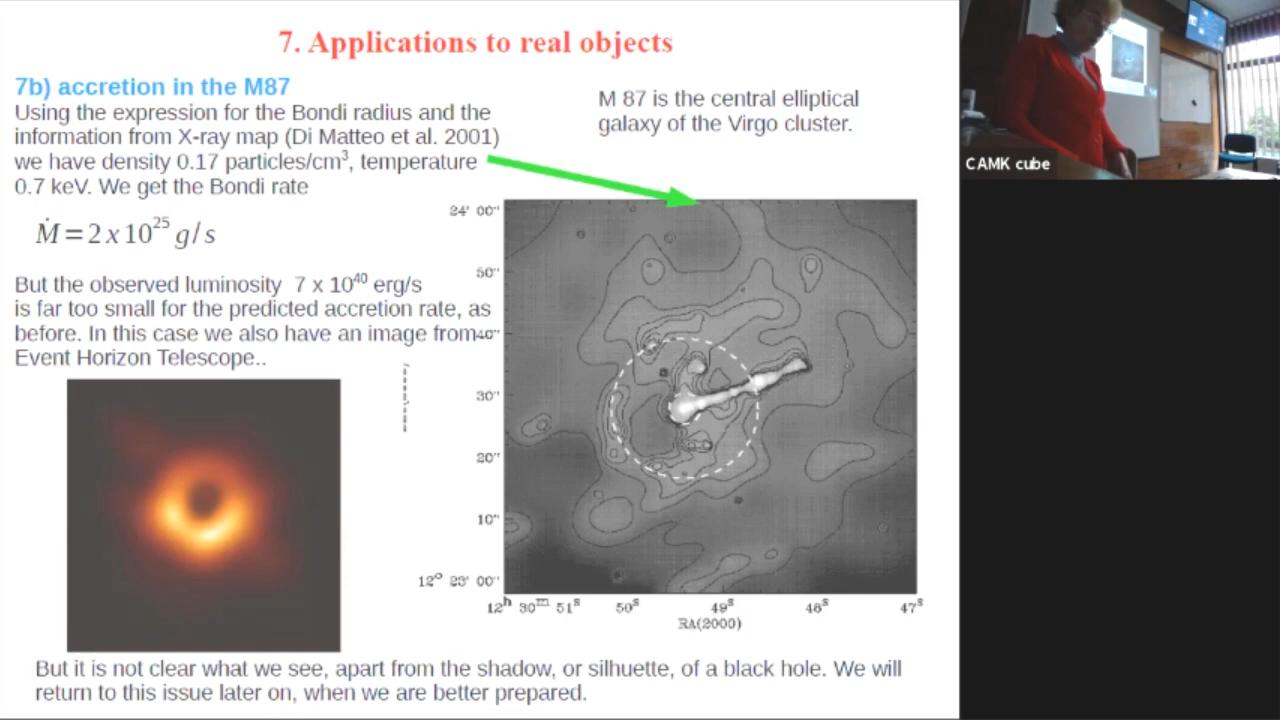 7. Applications to real objects
7b) accretion in the M87
Using the expression for the Bondi radius and the
information from X-ray map (Di Matteo et al. 2001)
we have density 0.17 particles/cm³, temperature
0.7 keV. We get the Bondi rate
Ṁ=2 x 10²⁵ g/s
But the observed luminosity 7 x 10⁴⁰ erg/s
is far too small for the predicted accretion rate, as
before. In this case we also have an image from
Event Horizon Telescope..
M 87 is the central elliptical
galaxy of the Virgo cluster.
24' 00"
50"
40"
30"
20"
10"
12° 23' 00"
12ʰ 30ᵐ 51ˢ 50ˢ 49ˢ 48ˢ 47ˢ
RA(2000)
But it is not clear what we see, apart from the shadow, or silhuette, of a black hole. We will
return to this issue later on, when we are better prepared.
CAMK cube